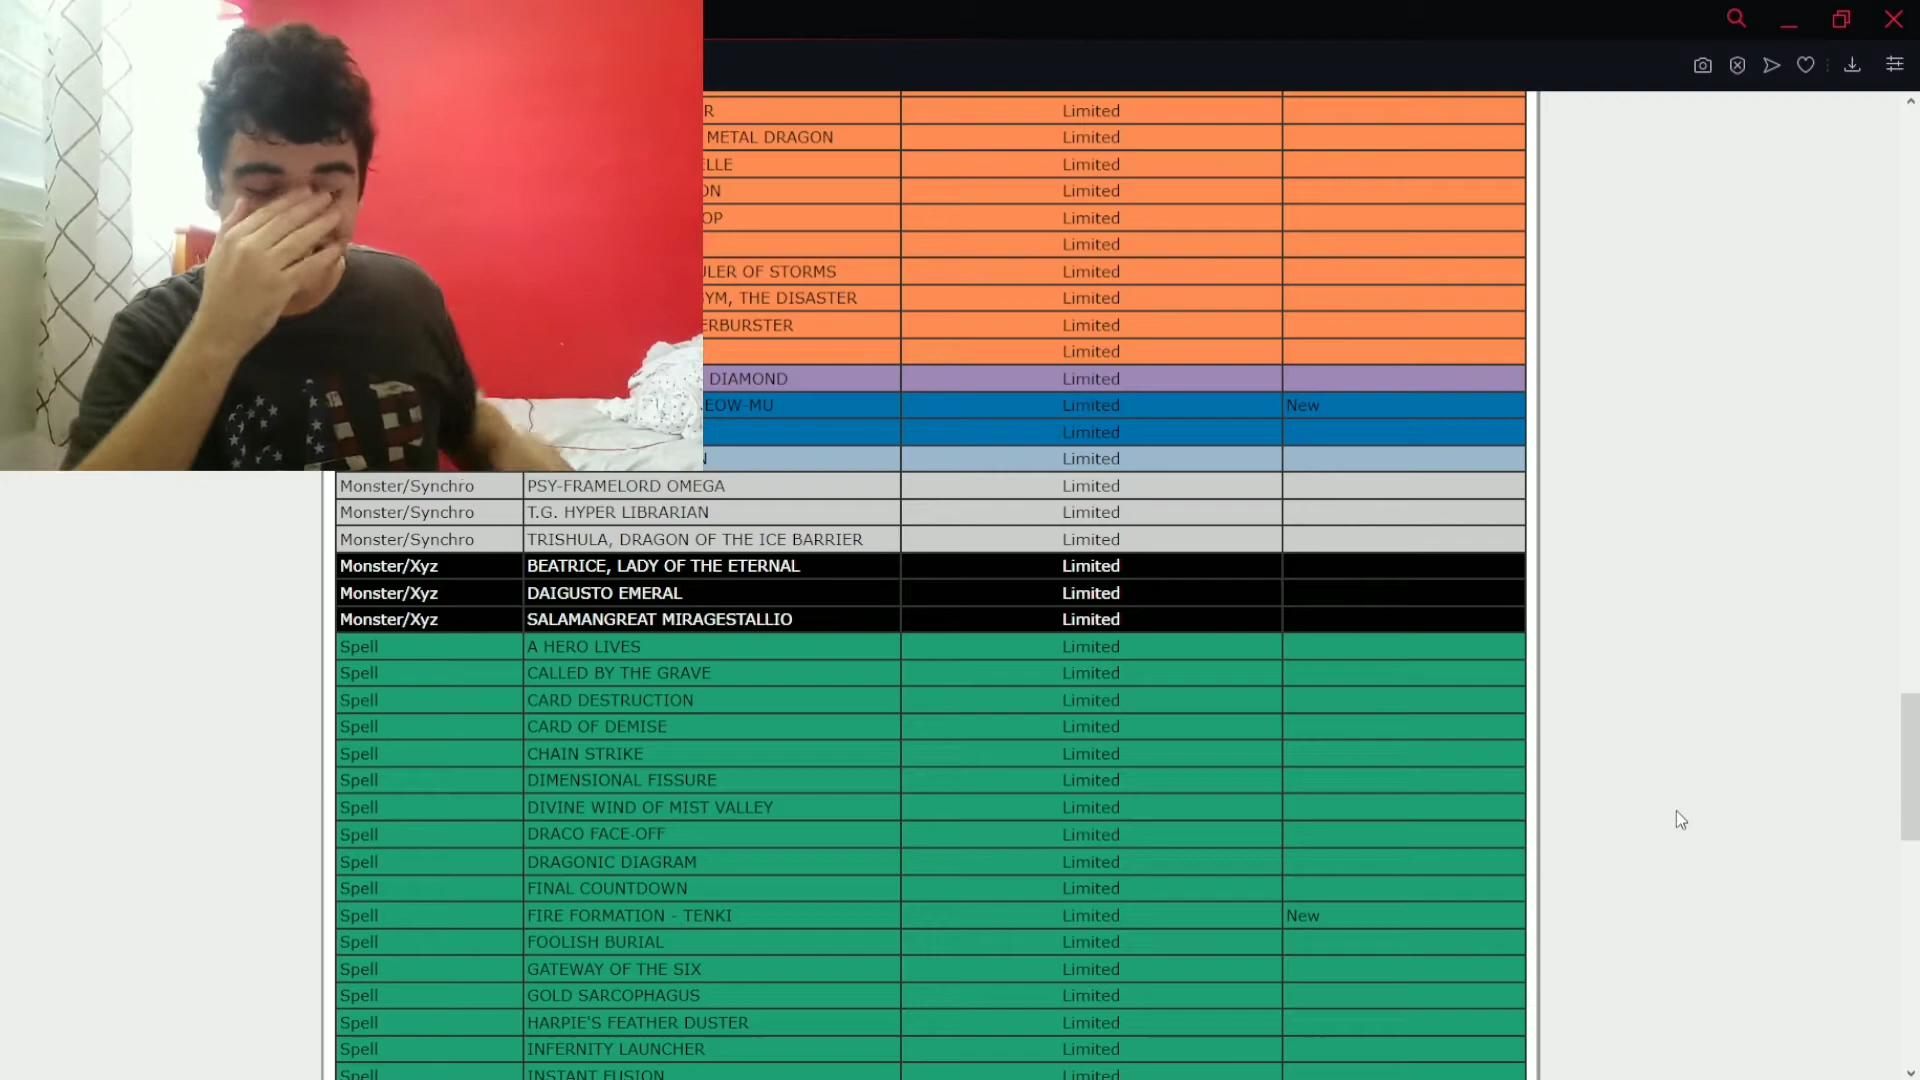 R Limited
METAL DRAGON Limited
ELLE Limited
ON Limited
OP Limited
Limited
ULER OF STORMS Limited
GYM, THE DISASTER Limited
ERBURSTER Limited
Limited
DIAMOND Limited
EOW-MU Limited New
Limited
N Limited
Monster/Synchro PSY-FRAMELORD OMEGA Limited
Monster/Synchro T.G. HYPER LIBRARIAN Limited
Monster/Synchro TRISHULA, DRAGON OF THE ICE BARRIER Limited
Monster/Xyz BEATRICE, LADY OF THE ETERNAL Limited
Monster/Xyz DAIGUSTO EMERAL Limited
Monster/Xyz SALAMANGREAT MIRAGESTALLIO Limited
Spell A HERO LIVES Limited
Spell CALLED BY THE GRAVE Limited
Spell CARD DESTRUCTION Limited
Spell CARD OF DEMISE Limited
Spell CHAIN STRIKE Limited
Spell DIMENSIONAL FISSURE Limited
Spell DIVINE WIND OF MIST VALLEY Limited
Spell DRACO FACE-OFF Limited
Spell DRAGONIC DIAGRAM Limited
Spell FINAL COUNTDOWN Limited
Spell FIRE FORMATION - TENKI Limited New
Spell FOOLISH BURIAL Limited
Spell GATEWAY OF THE SIX Limited
Spell GOLD SARCOPHAGUS Limited
Spell HARPIE'S FEATHER DUSTER Limited
Spell INFERNITY LAUNCHER Limited
Spell INSTANT FUSION Limited